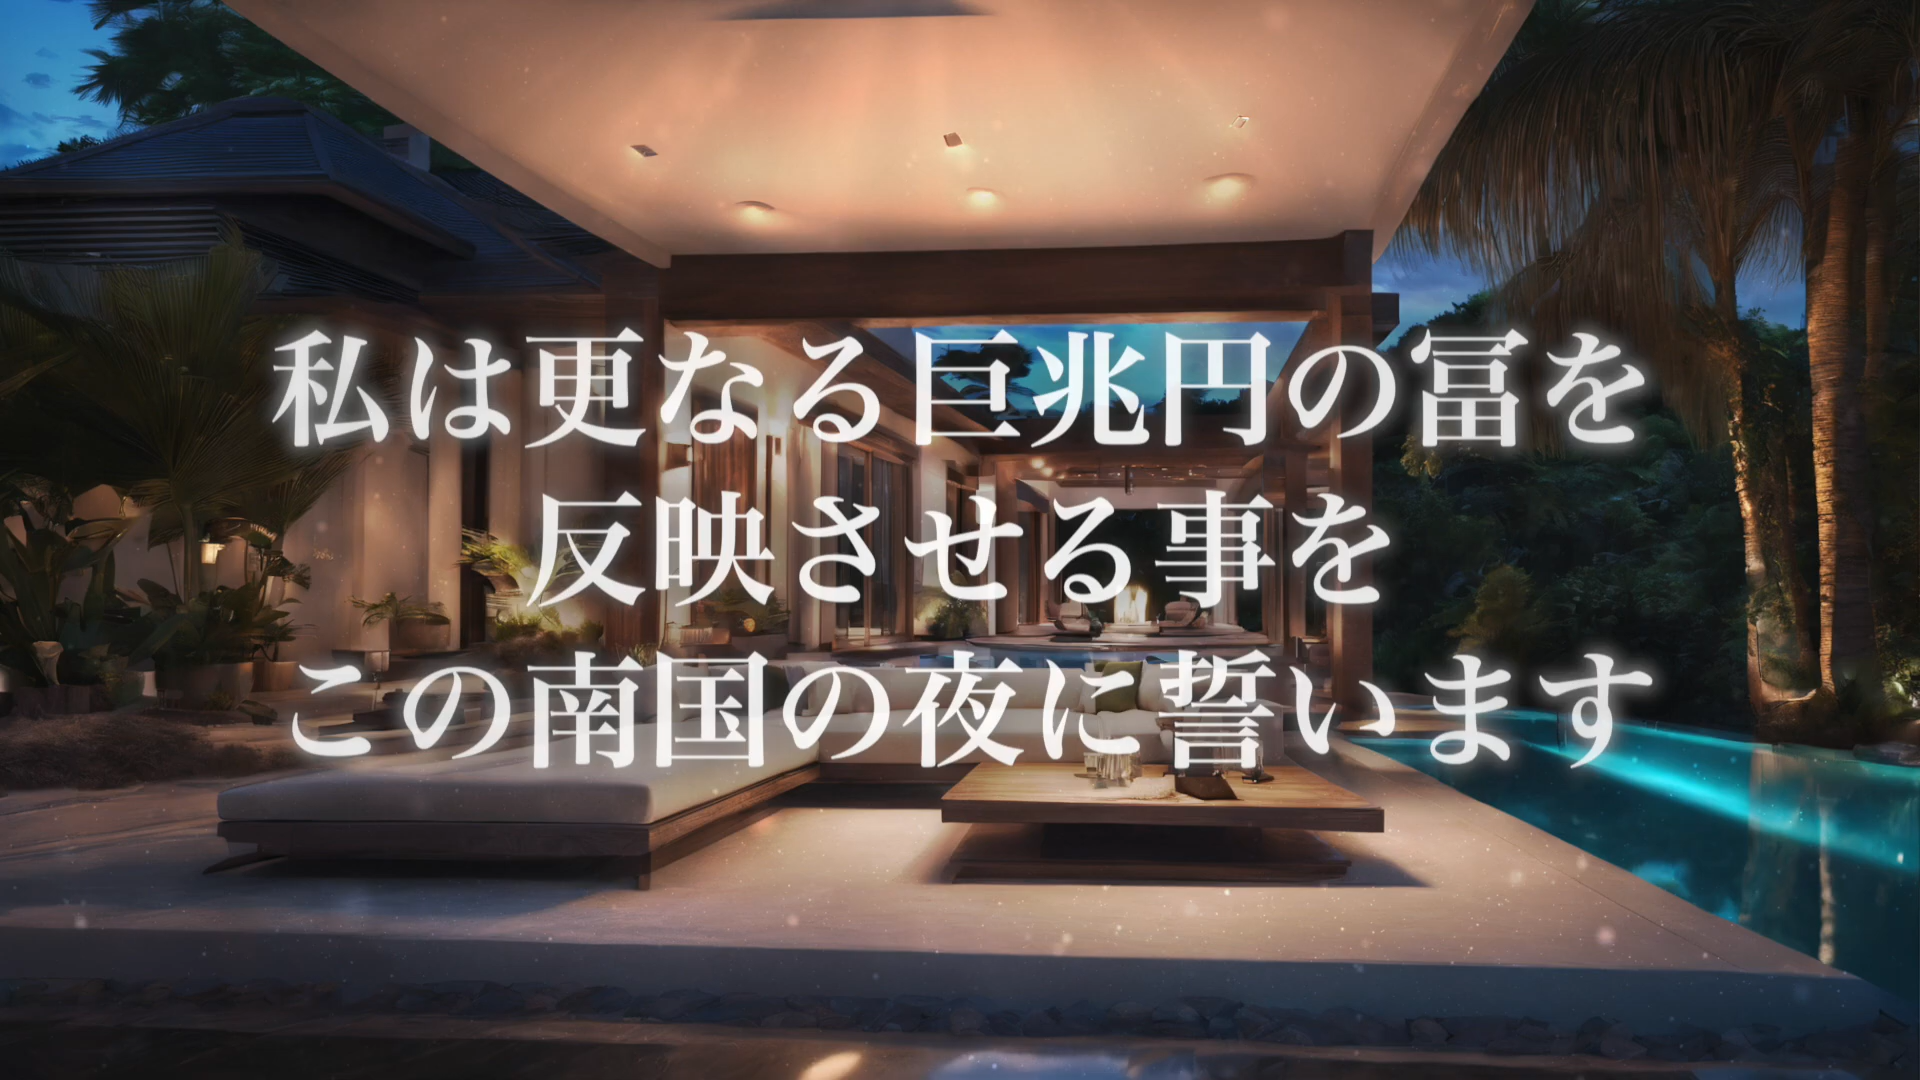 私は更なる巨兆円の冨を
反映させる事を
この南国の夜に誓います